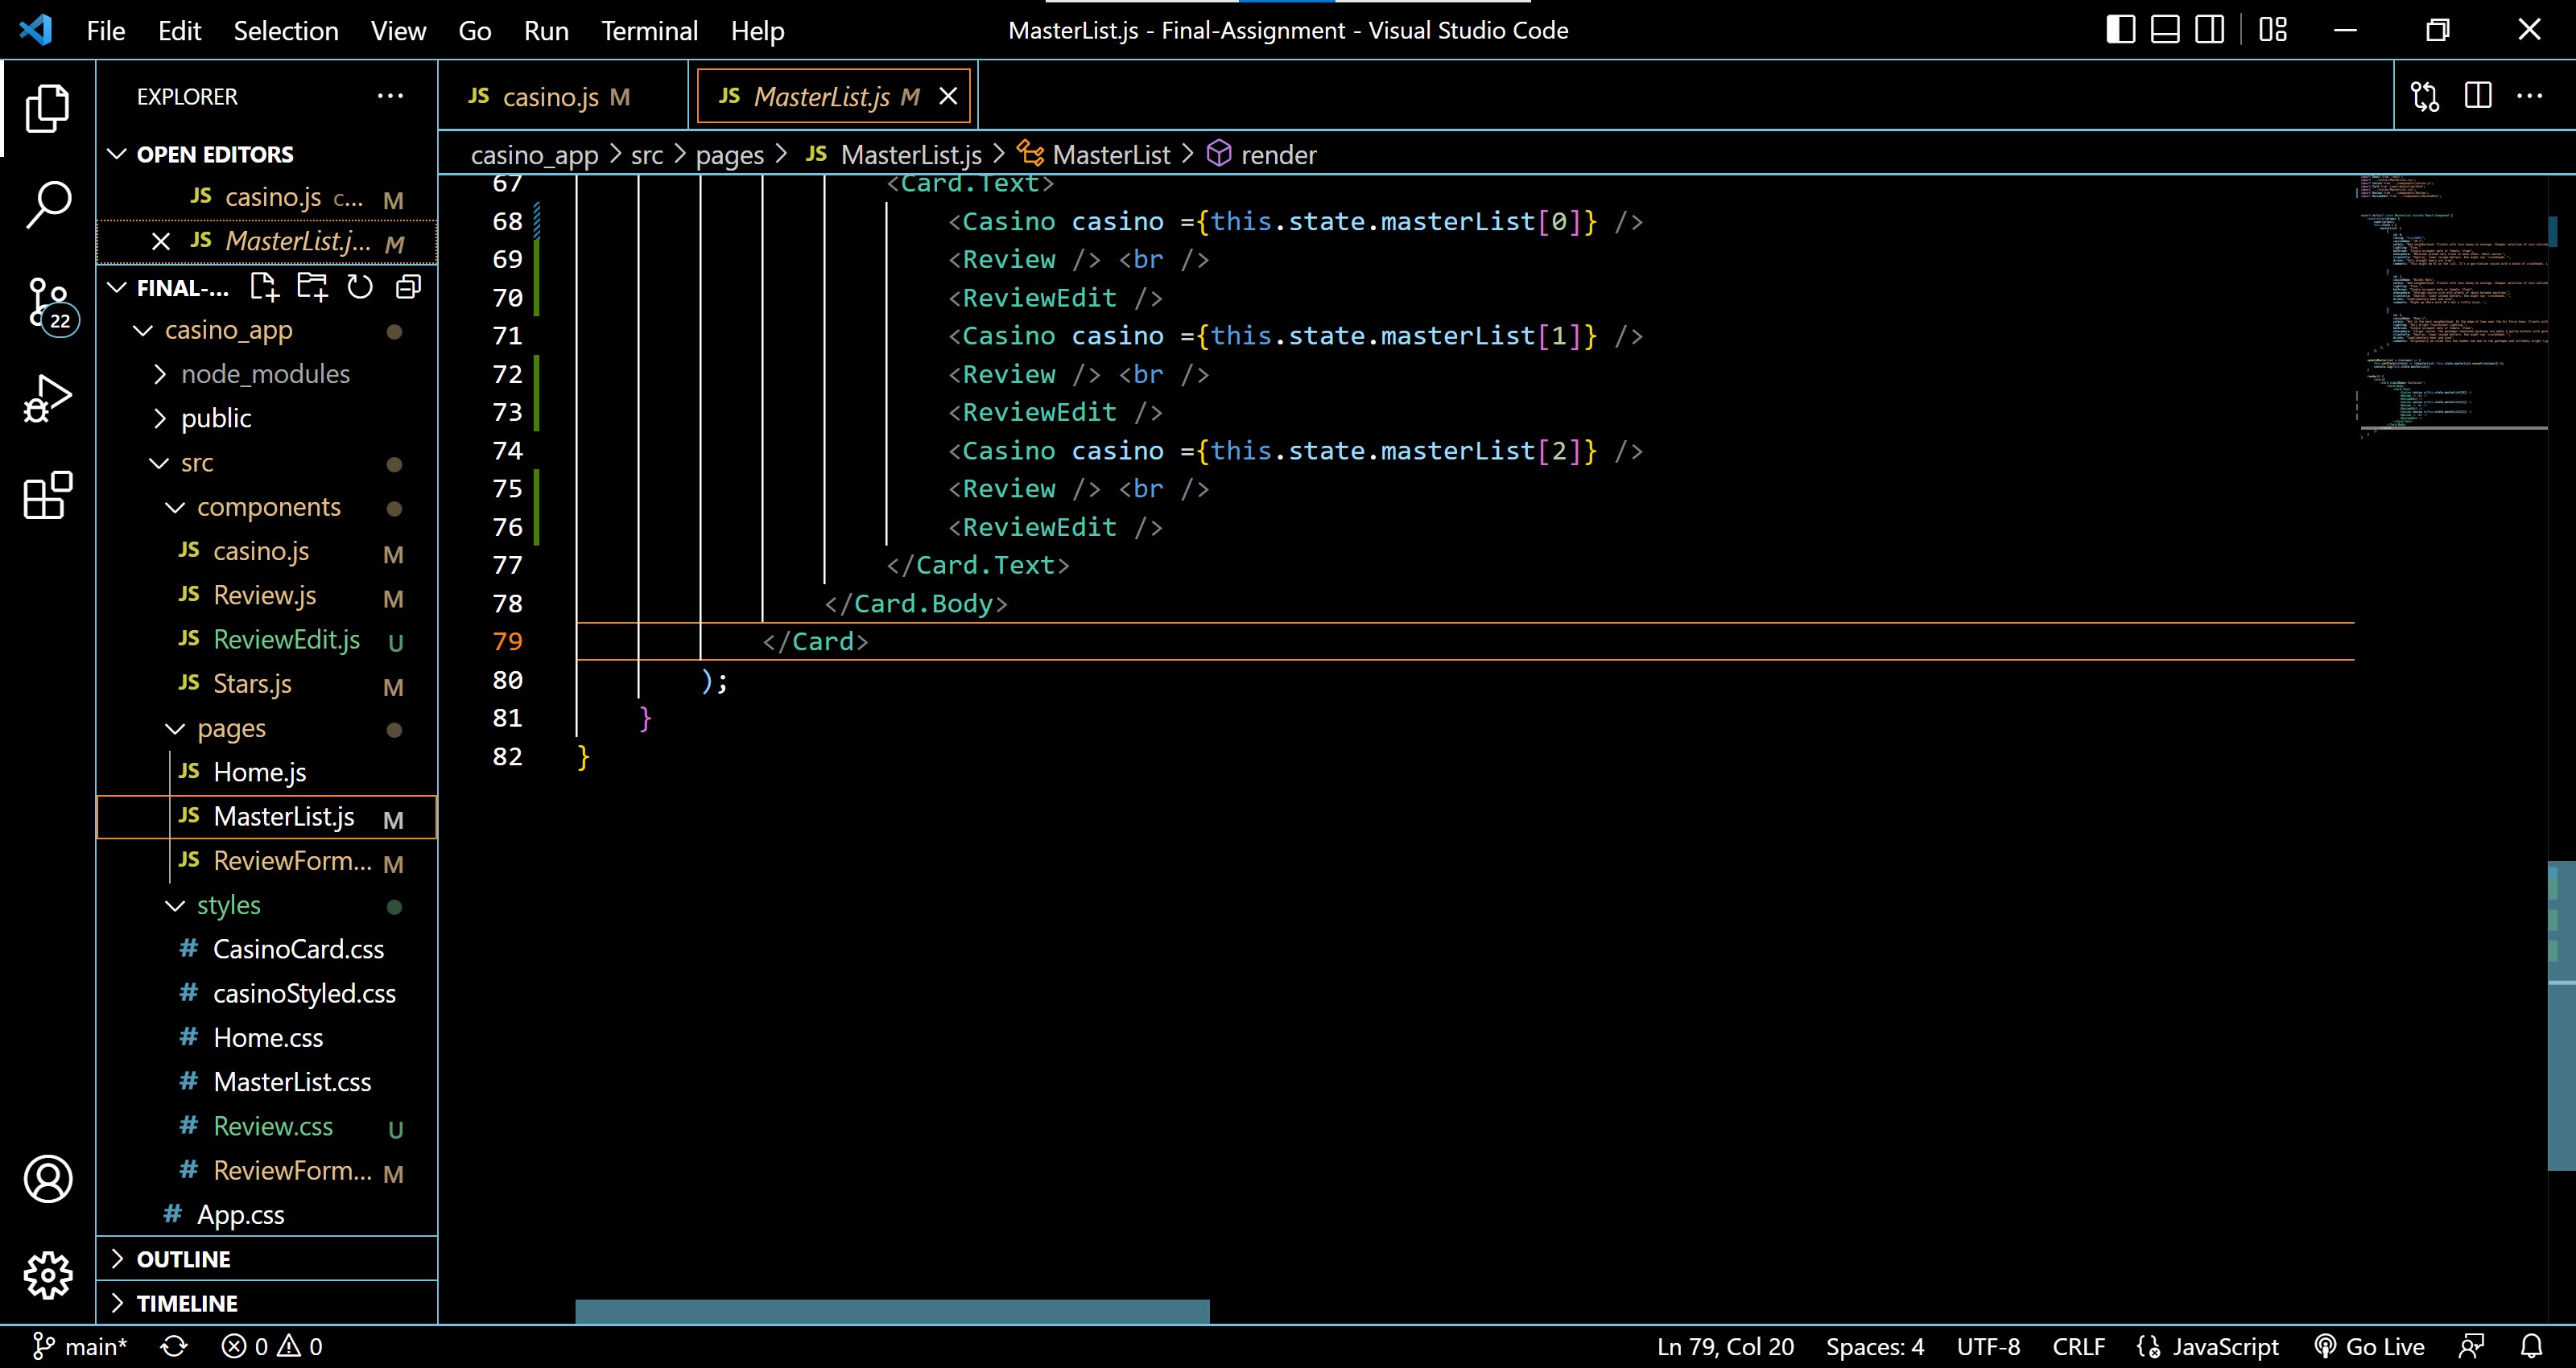 File Edit Selection View Go Run Terminal Help
MasterList.js - Final-Assignment - Visual Studio Code
EXPLORER
OPEN EDITORS
JS casino.js c... M
JS MasterList.j... M
FINAL-...
casino_app
node_modules
public
src
components
JS casino.js M
JS Review.js M
JS ReviewEdit.js U
JS Stars.js M
pages
JS Home.js
JS MasterList.js M
JS ReviewForm... M
styles
# CasinoCard.css
# casinoStyled.css
# Home.css
# MasterList.css
# Review.css U
# ReviewForm... M
# App.css
OUTLINE
TIMELINE
22
JS casino.js M
JS MasterList.js M
casino_app > src > pages > JS MasterList.js > MasterList > render
67 <Card.Text>
68 <Casino casino ={this.state.masterList[0]} />
69 <Review /> <br />
70 <ReviewEdit />
71 <Casino casino ={this.state.masterList[1]} />
72 <Review /> <br />
73 <ReviewEdit />
74 <Casino casino ={this.state.masterList[2]} />
75 <Review /> <br />
76 <ReviewEdit />
77 </Card.Text>
78 </Card.Body>
79 </Card>
80 );
81 }
82 }
main* 0 0
Ln 79, Col 20 Spaces: 4 UTF-8 CRLF JavaScript Go Live